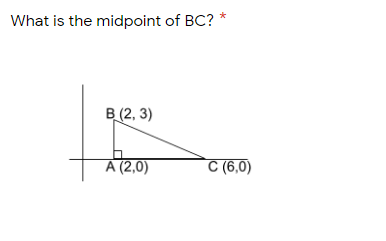 What is the midpoint of BC? *
B (2, 3)
A (2,0)
C (6,0)